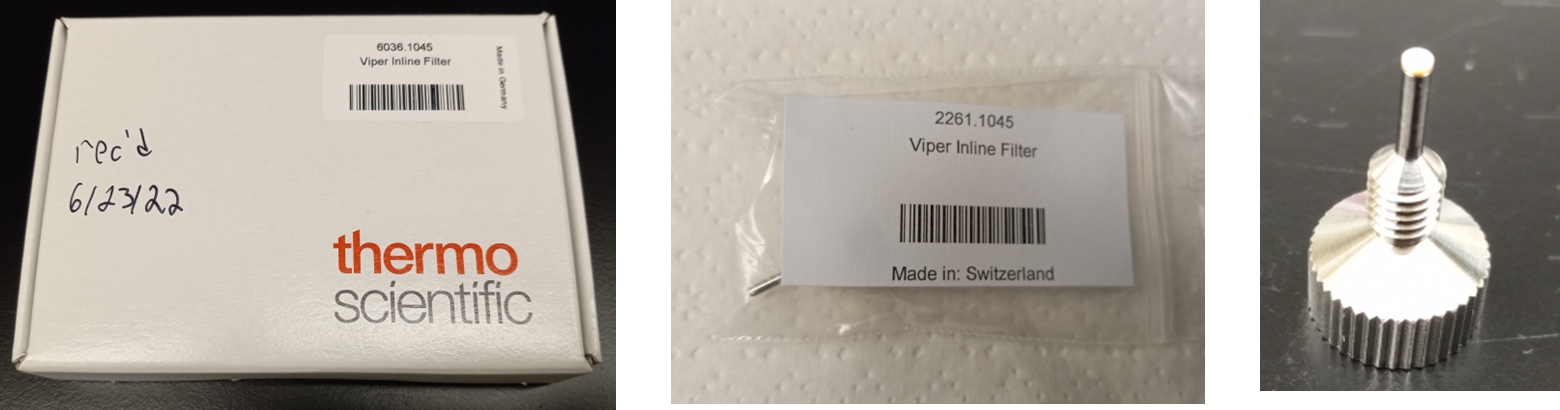 6036.1045
Viper Inline Filter
Made in Germany
rec'd
6/23/22
thermo
scientific
2261.1045
Viper Inline Filter
Made in: Switzerland